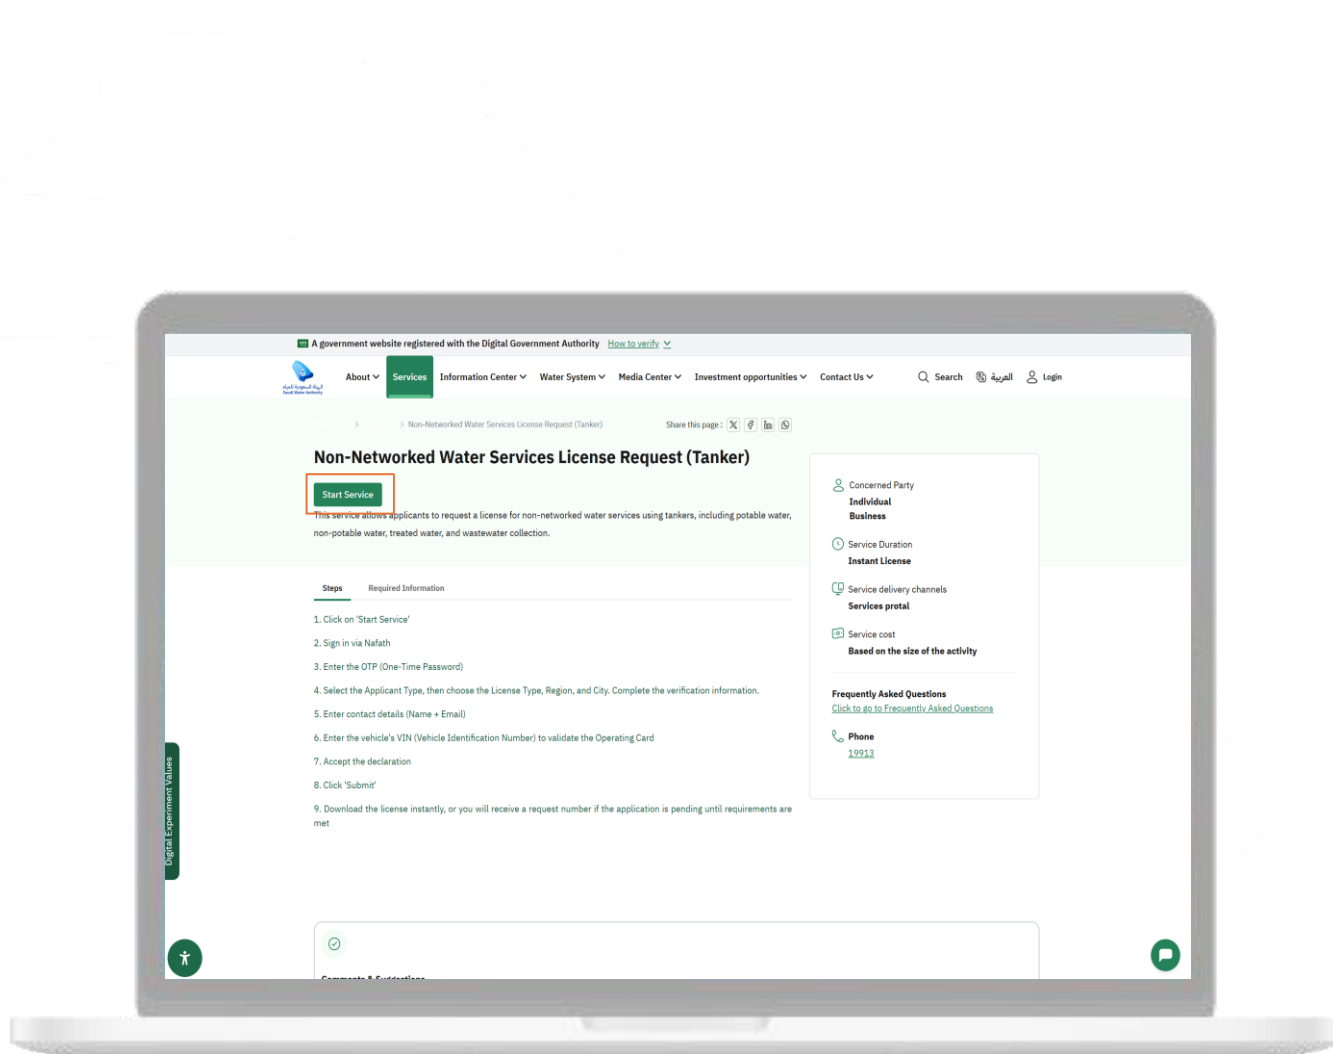 A government website registered with the Digital Government Authority How to verify
الهيئة السعودية للمياه
Saudi Water Authority
About Services Information Center Water System Media Center Investment opportunities Contact Us Search العربية Login
> > Non-Networked Water Services License Request (Tanker)
Share this page :
Non-Networked Water Services License Request (Tanker)
Start Service
This service allows applicants to request a license for non-networked water services using tankers, including potable water,
non-potable water, treated water, and wastewater collection.
Steps Required Information
1. Click on 'Start Service'
2. Sign in via Nafath
3. Enter the OTP (One-Time Password)
4. Select the Applicant Type, then choose the License Type, Region, and City. Complete the verification information.
5. Enter contact details (Name + Email)
6. Enter the vehicle's VIN (Vehicle Identification Number) to validate the Operating Card
7. Accept the declaration
8. Click 'Submit'
9. Download the license instantly, or you will receive a request number if the application is pending until requirements are
met
Concerned Party
Individual
Business
Service Duration
Instant License
Service delivery channels
Services protal
Service cost
Based on the size of the activity
Frequently Asked Questions
Click to go to Frequently Asked Questions
Phone
19913
Digital Experiment Values
Comments & Suggestions